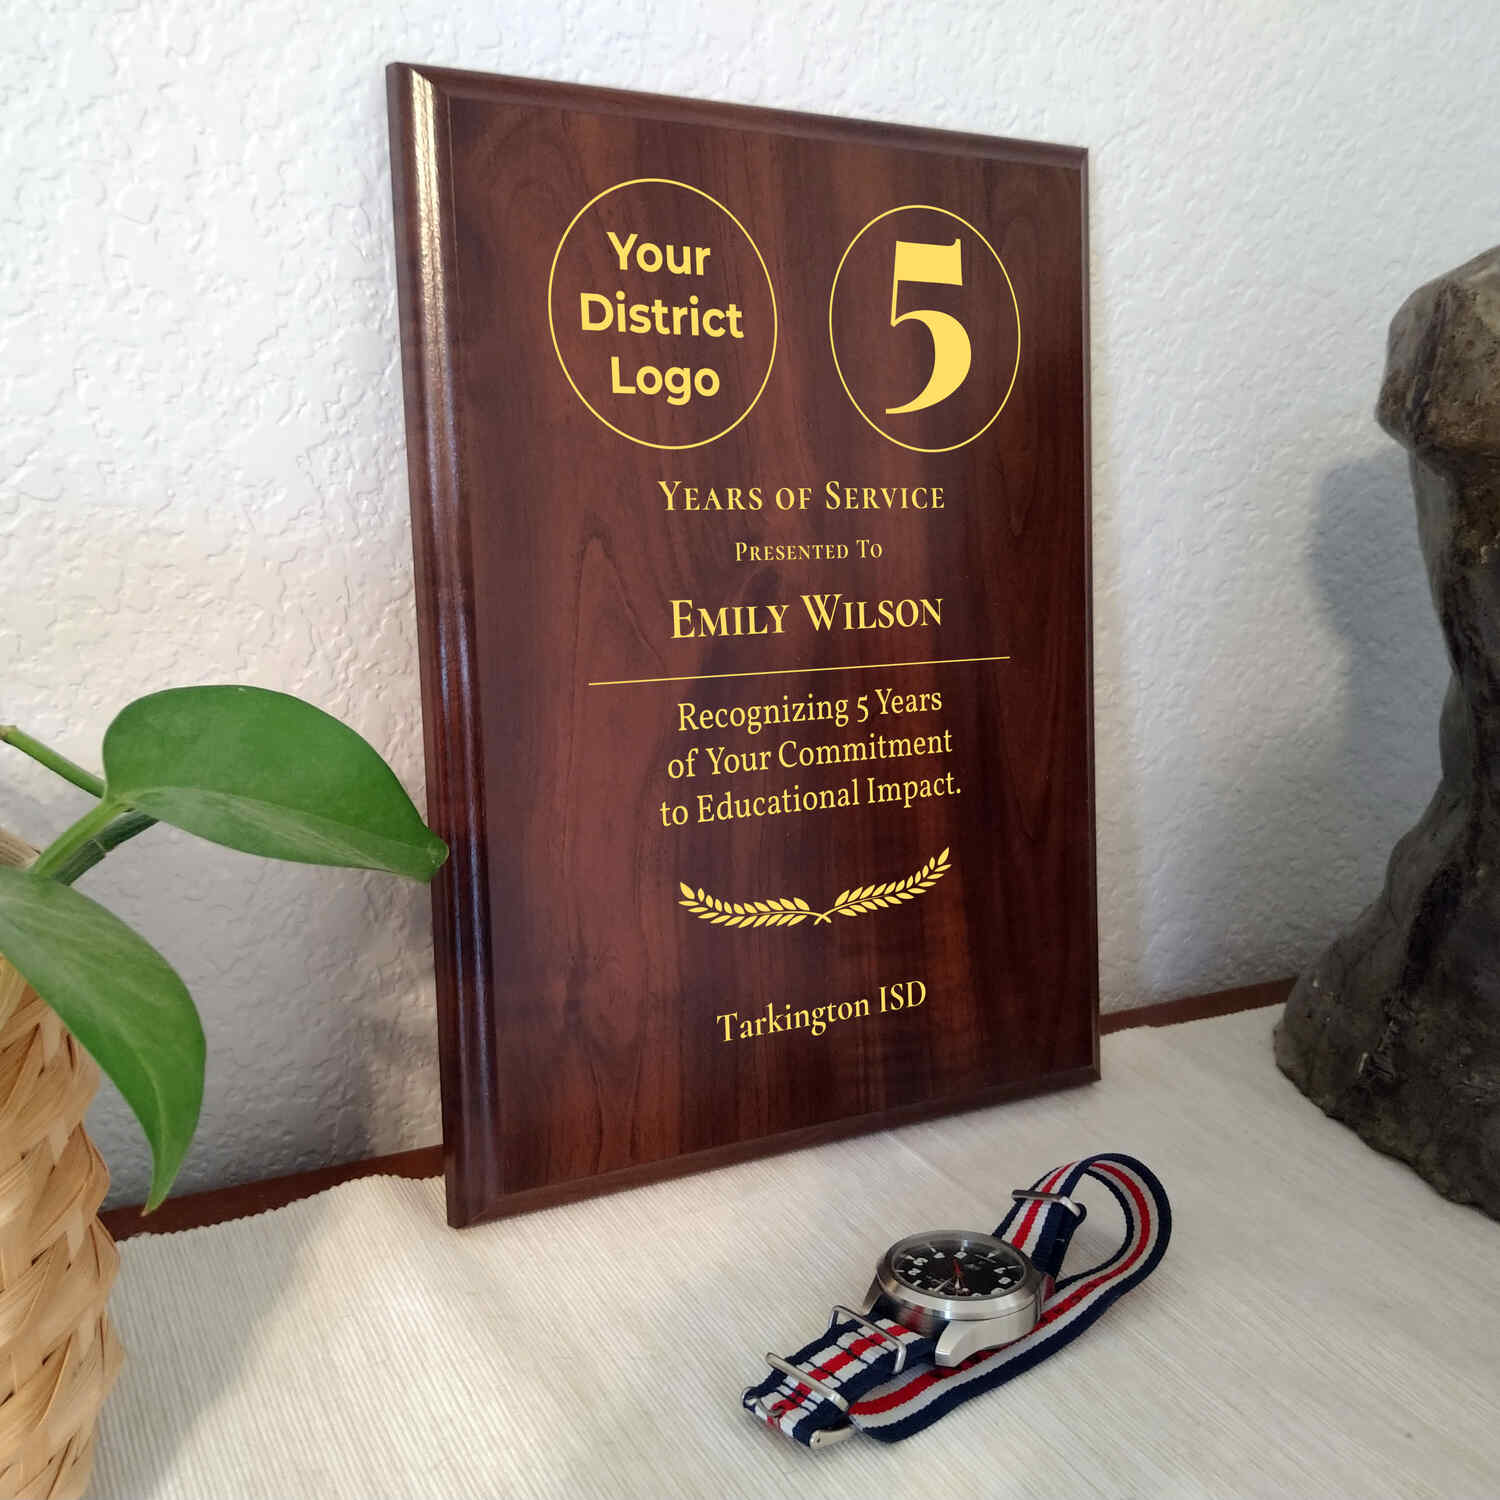 Your
District
Logo
5
Years of Service
Presented To
Emily Wilson
Recognizing 5 Years
of Your Commitment
to Educational Impact.
Tarkington ISD